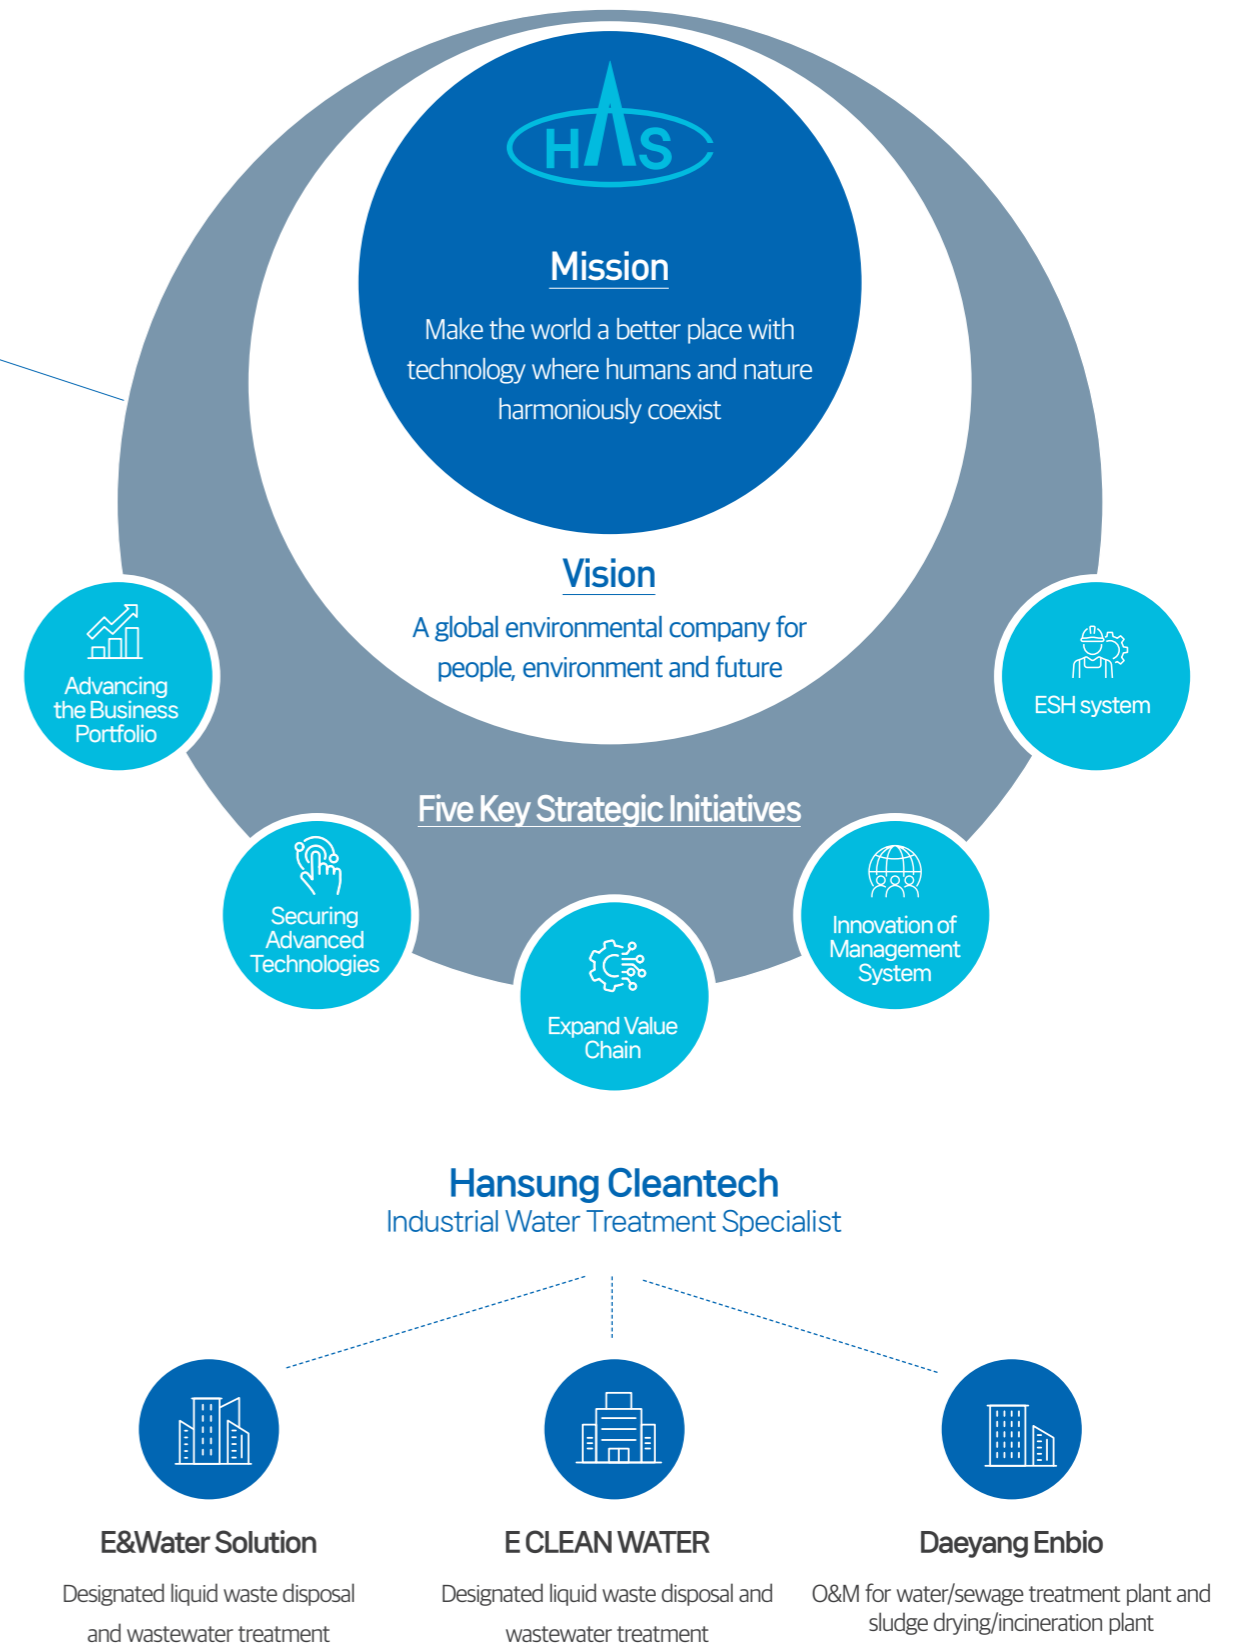 HAS
Mission
Make the world a better place with
technology where humans and nature
harmoniously coexist
Vision
A global environmental company for
people, environment and future
Five Key Strategic Initiatives
Advancing
the Business
Portfolio
Securing
Advanced
Technologies
Expand Value
Chain
Innovation of
Management
System
ESH system
Hansung Cleantech
Industrial Water Treatment Specialist
E&Water Solution
Designated liquid waste disposal
and wastewater treatment
E CLEAN WATER
Designated liquid waste disposal and
wastewater treatment
Daeyang Enbio
O&M for water/sewage treatment plant and
sludge drying/incineration plant